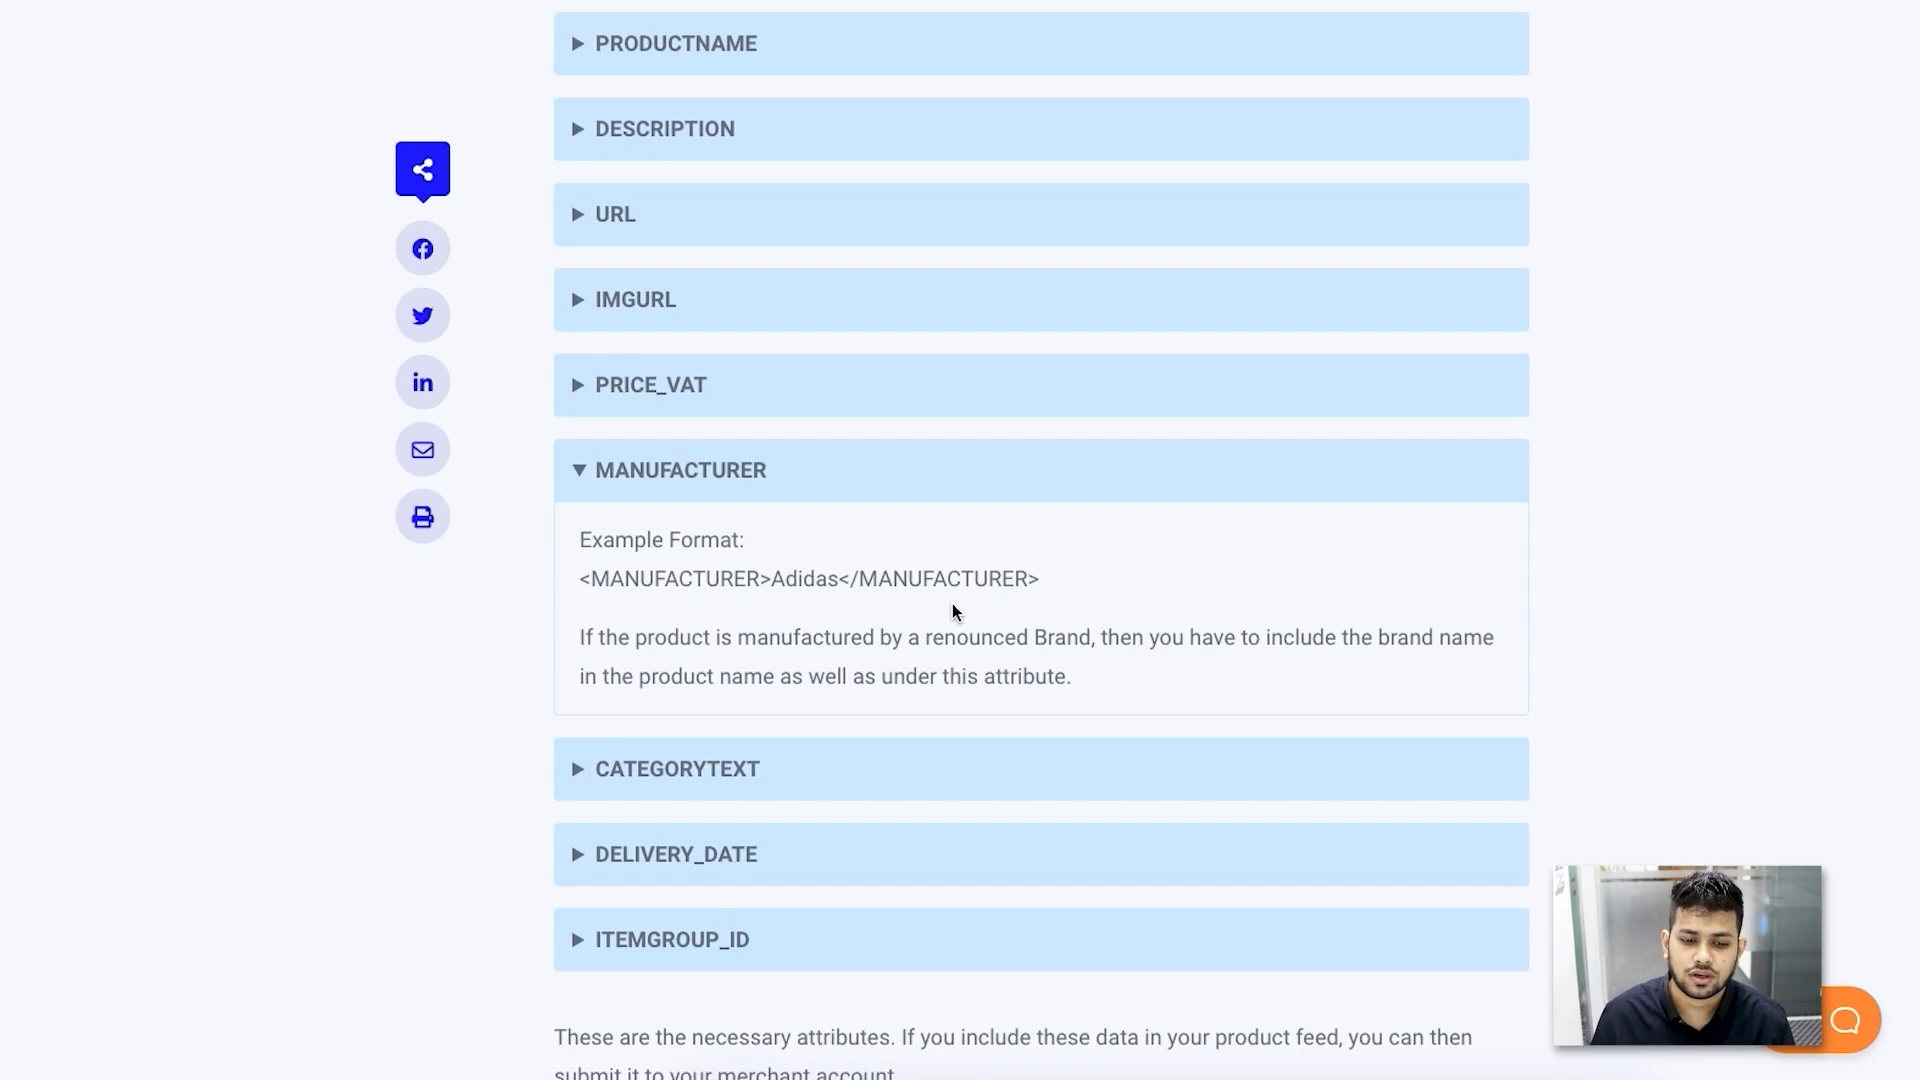 PRODUCTNAME
DESCRIPTION
URL
IMGURL
PRICE_VAT
MANUFACTURER
Example Format:
<MANUFACTURER>Adidas</MANUFACTURER>
If the product is manufactured by a renounced Brand, then you have to include the brand name
in the product name as well as under this attribute.
CATEGORYTEXT
DELIVERY_DATE
ITEMGROUP_ID
These are the necessary attributes. If you include these data in your product feed, you can then
submit it to your merchant account.